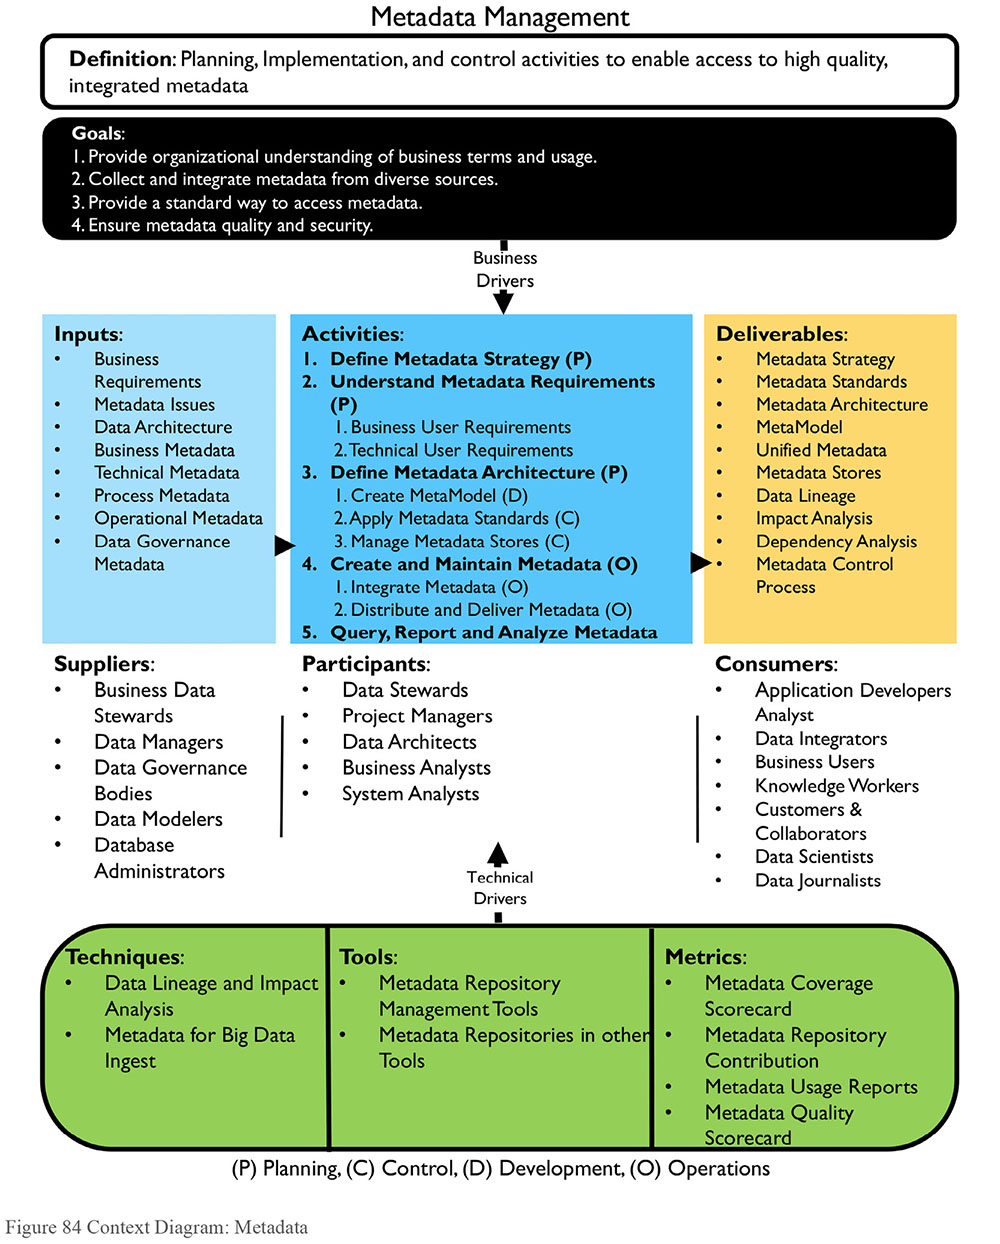 Metadata Management
Definition: Planning, Implementation, and control activities to enable access to high quality,
integrated metadata
Goals:
1. Provide organizational understanding of business terms and usage.
2. Collect and integrate metadata from diverse sources.
3. Provide a standard way to access metadata.
4. Ensure metadata quality and security.
Business
Drivers
Inputs:
• Business
Requirements
• Metadata Issues
• Data Architecture
• Business Metadata
• Technical Metadata
• Process Metadata
• Operational Metadata
• Data Governance
Metadata
Activities:
1. Define Metadata Strategy (P)
2. Understand Metadata Requirements
(P)
1. Business User Requirements
2. Technical User Requirements
3. Define Metadata Architecture (P)
1. Create MetaModel (D)
2. Apply Metadata Standards (C)
3. Manage Metadata Stores (C)
4. Create and Maintain Metadata (O)
1. Integrate Metadata (O)
2. Distribute and Deliver Metadata (O)
5. Query, Report and Analyze Metadata
Deliverables:
• Metadata Strategy
• Metadata Standards
• Metadata Architecture
• MetaModel
• Unified Metadata
• Metadata Stores
• Data Lineage
• Impact Analysis
• Dependency Analysis
• Metadata Control
Process
Suppliers:
• Business Data
Stewards
• Data Managers
• Data Governance
Bodies
• Data Modelers
• Database
Administrators
Participants:
• Data Stewards
• Project Managers
• Data Architects
• Business Analysts
• System Analysts
Consumers:
• Application Developers
Analyst
• Data Integrators
• Business Users
• Knowledge Workers
• Customers &
Collaborators
• Data Scientists
• Data Journalists
Technical
Drivers
Techniques:
• Data Lineage and Impact
Analysis
• Metadata for Big Data
Ingest
Tools:
• Metadata Repository
Management Tools
• Metadata Repositories in other
Tools
Metrics:
• Metadata Coverage
Scorecard
• Metadata Repository
Contribution
• Metadata Usage Reports
• Metadata Quality
Scorecard
(P) Planning, (C) Control, (D) Development, (O) Operations
Figure 84 Context Diagram: Metadata